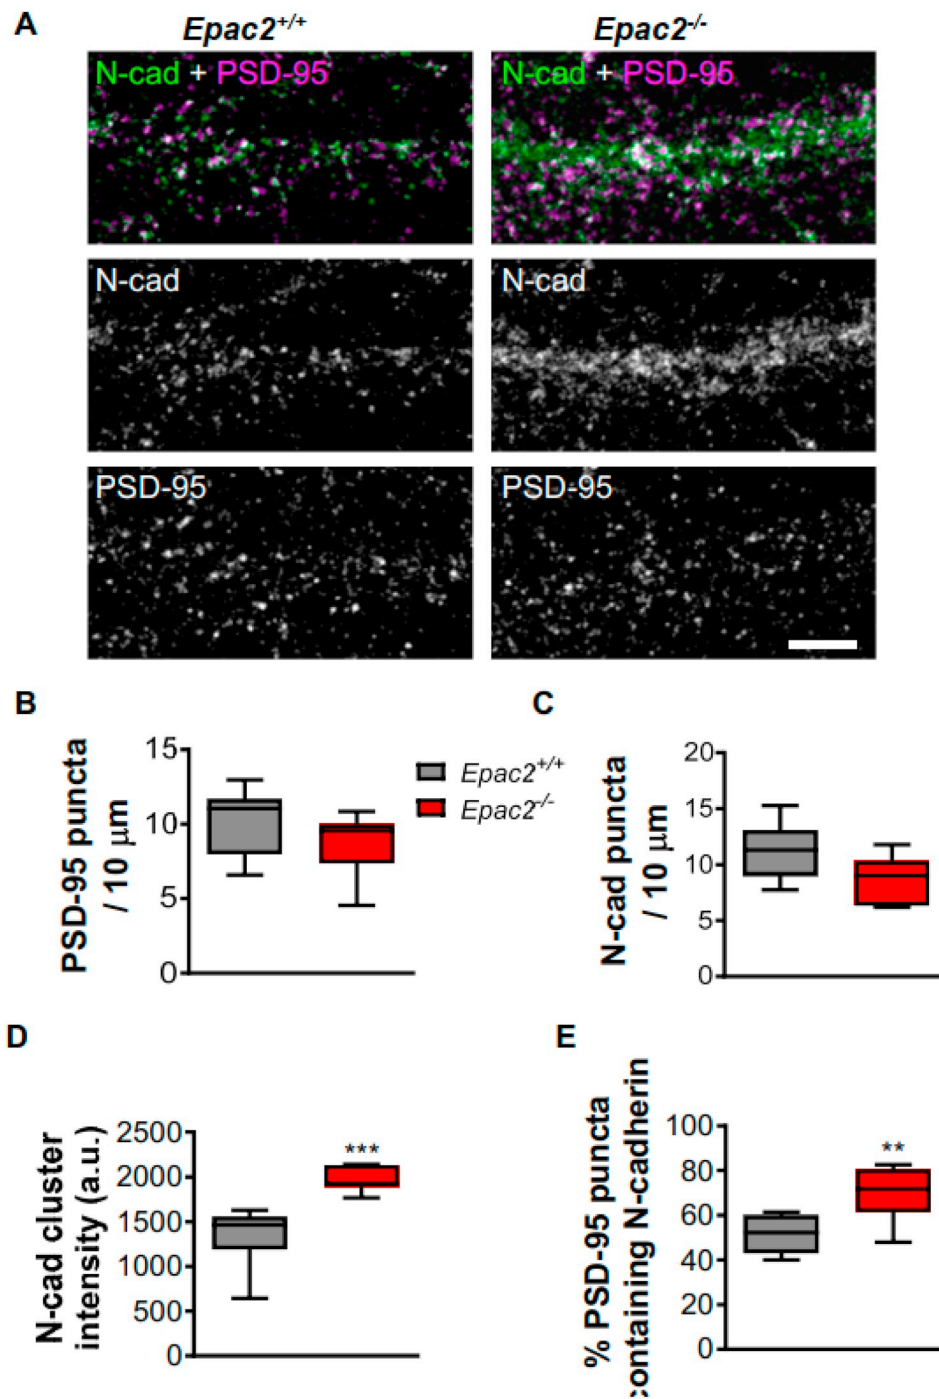 A
Epac2+/+
Epac2-/-
N-cad + PSD-95
N-cad + PSD-95
N-cad
N-cad
PSD-95
PSD-95
B
PSD-95 puncta
/ 10 μm
15
10
5
0
Epac2+/+
Epac2-/-
C
N-cad puncta
/ 10 μm
20
15
10
5
0
D
N-cad cluster
intensity (a.u.)
2500
2000
1500
1000
500
0
***
E
% PSD-95 puncta
containing N-cadherin
100
80
60
40
20
0
**